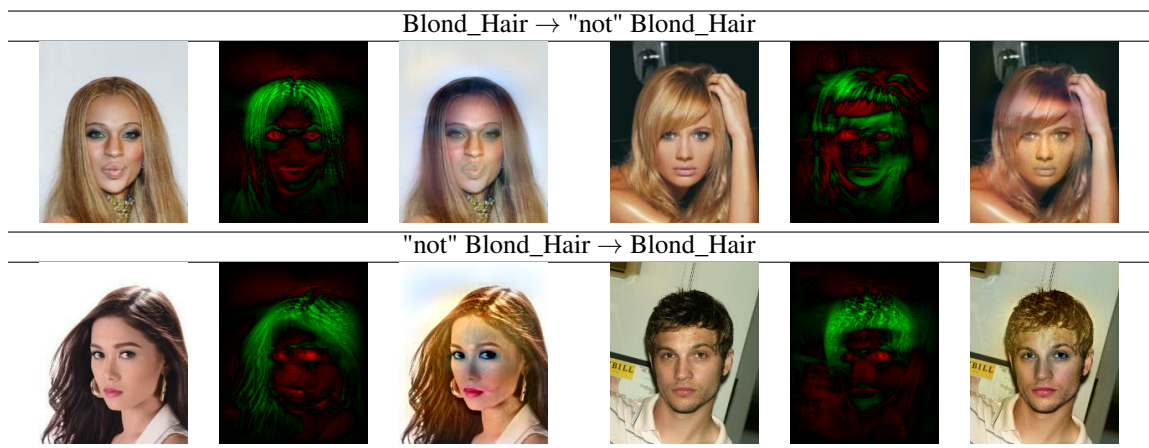 Blond_Hair → "not" Blond_Hair
"not" Blond_Hair → Blond_Hair
BILL